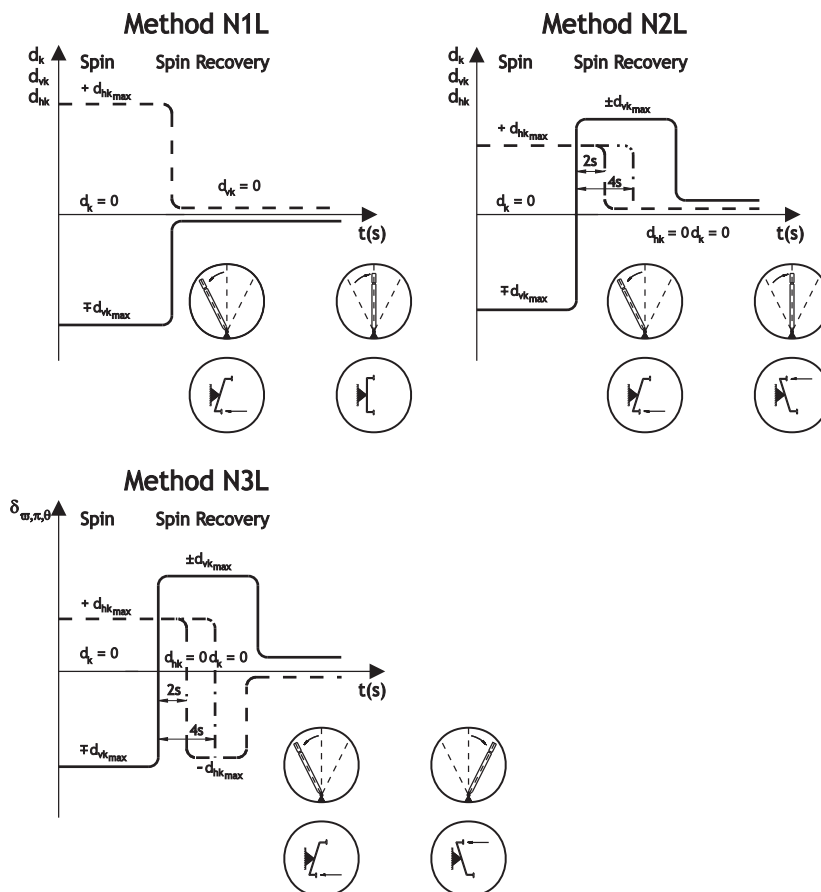 Method N1L
d_k
d_vk
d_hk
Spin
Spin Recovery
+ d_hk_max
d_vk = 0
d_k = 0
t(s)
∓d_vk_max
Method N2L
d_k
d_vk
d_hk
Spin
Spin Recovery
±d_vk_max
+ d_hk_max
2s
4s
d_k = 0
d_hk = 0 d_k = 0
t(s)
∓d_vk_max
Method N3L
δ_ϖ,π,θ
Spin
Spin Recovery
±d_vk_max
+ d_hk_max
d_k = 0
d_hk = 0 d_k = 0
2s
t(s)
4s
∓d_vk_max
- d_hk_max